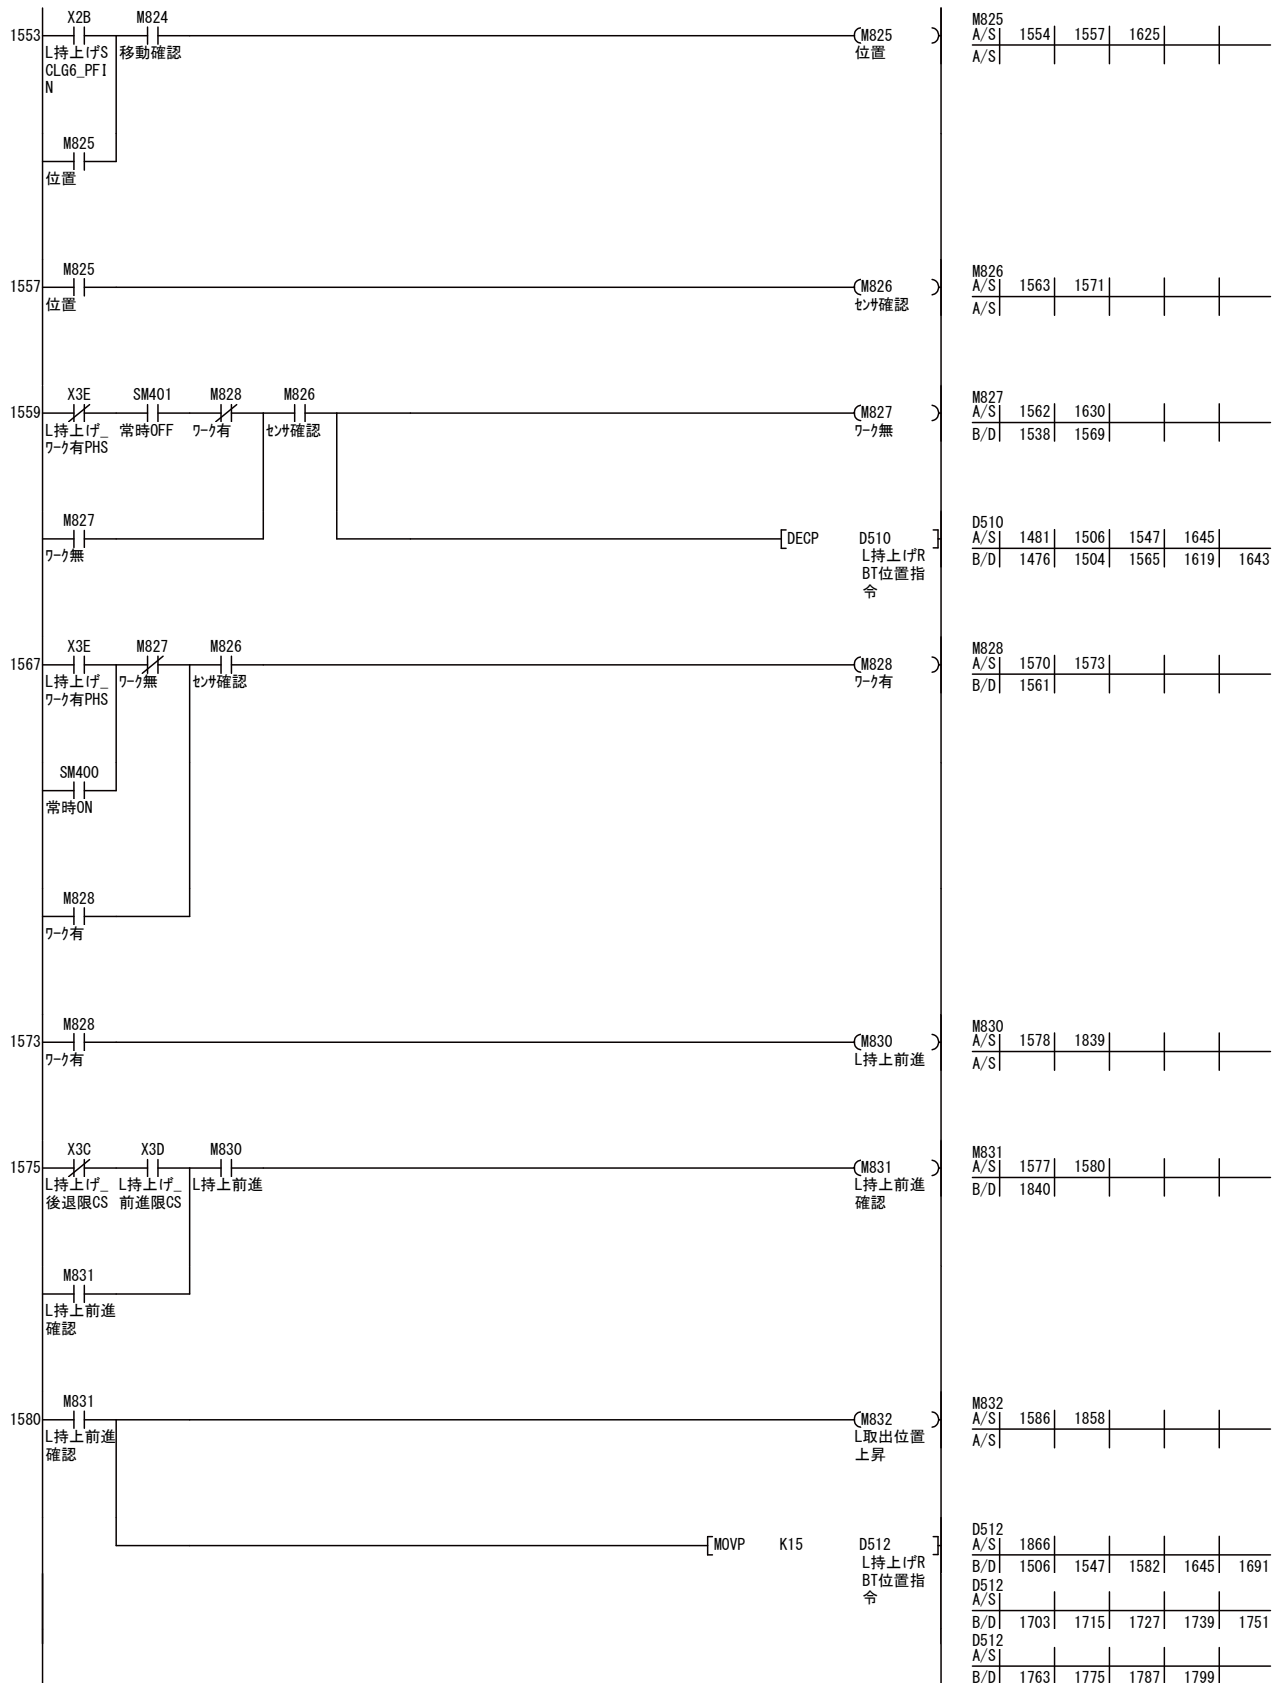 X2B M824
1553 (M825 )
L持上げS 移動確認 位置
CLG6_PFI
N
M825
A/S 1554 1557 1625
A/S
M825
位置
M825
1557 (M826 )
位置 ｾﾝｻ確認
M826
A/S 1563 1571
A/S
X3E SM401 M828 M826
1559 (M827 )
L持上げ_ 常時OFF ﾜｰｸ有 ｾﾝｻ確認 ﾜｰｸ無
ﾜｰｸ有PHS
M827
A/S 1562 1630
B/D 1538 1569
M827
ﾜｰｸ無
[DECP D510 ]
L持上げR
BT位置指
令
D510
A/S 1481 1506 1547 1645
B/D 1476 1504 1565 1619 1643
X3E M827 M826
1567 (M828 )
L持上げ_ ﾜｰｸ無 ｾﾝｻ確認 ﾜｰｸ有
ﾜｰｸ有PHS
M828
A/S 1570 1573
B/D 1561
SM400
常時ON
M828
ﾜｰｸ有
M828
1573 (M830 )
ﾜｰｸ有 L持上前進
M830
A/S 1578 1839
A/S
X3C X3D M830
1575 (M831 )
L持上げ_ L持上げ_ L持上前進 L持上前進
後退限CS 前進限CS 確認
M831
A/S 1577 1580
B/D 1840
M831
L持上前進
確認
M831
1580 (M832 )
L持上前進 L取出位置
確認 上昇
M832
A/S 1586 1858
A/S
[MOVP K15 D512 ]
L持上げR
BT位置指
令
D512
A/S 1866
B/D 1506 1547 1582 1645 1691
D512
A/S
B/D 1703 1715 1727 1739 1751
D512
A/S
B/D 1763 1775 1787 1799